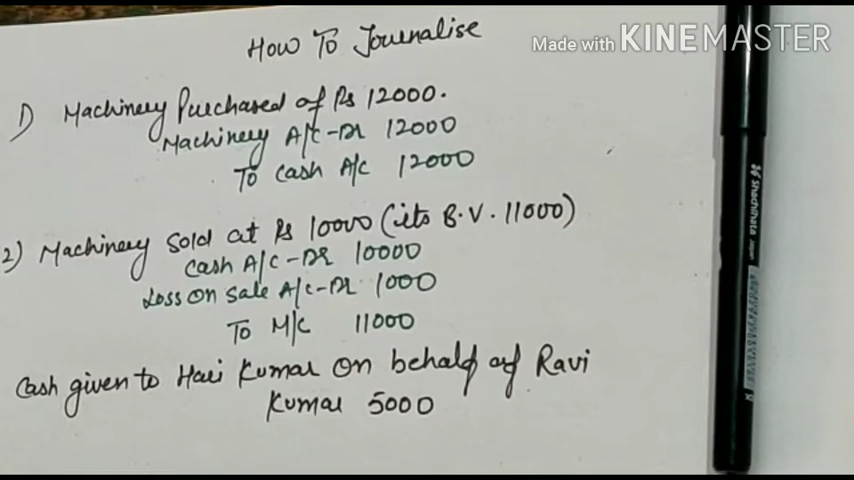 How To Journalise
Made with KINEMASTER
1) Machinery Purchased of Rs 12000.
Machinery A/c-Dr 12000
To cash A/c 12000
2) Machinery Sold at Rs 10000 (its B.V. 11000)
Cash A/c-Dr 10000
Loss on Sale A/c-Dr 1000
To M/c 11000
Cash given to Hari Kumar On behalf of Ravi
Kumar 5000
Shachihata